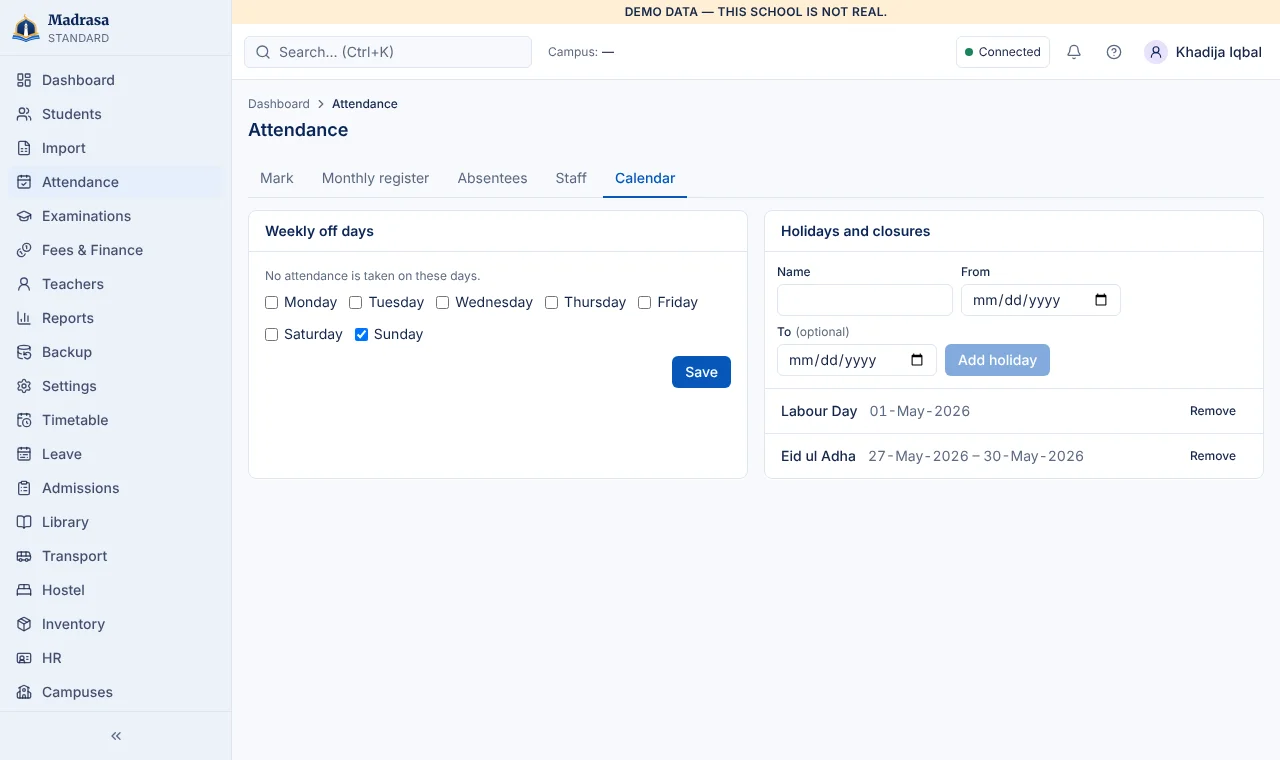 DEMO DATA — THIS SCHOOL IS NOT REAL.
Madrasa
STANDARD
Search... (Ctrl+K)
Campus: —
Connected
Khadija Iqbal
Dashboard
Students
Import
Attendance
Examinations
Fees & Finance
Teachers
Reports
Backup
Settings
Timetable
Leave
Admissions
Library
Transport
Hostel
Inventory
HR
Campuses
Dashboard > Attendance
Attendance
Mark Monthly register Absentees Staff Calendar
Weekly off days
No attendance is taken on these days.
Monday Tuesday Wednesday Thursday Friday
Saturday Sunday
Save
Holidays and closures
Name From
mm/dd/yyyy
To (optional)
mm/dd/yyyy Add holiday
Labour Day 01-May-2026 Remove
Eid ul Adha 27-May-2026 – 30-May-2026 Remove